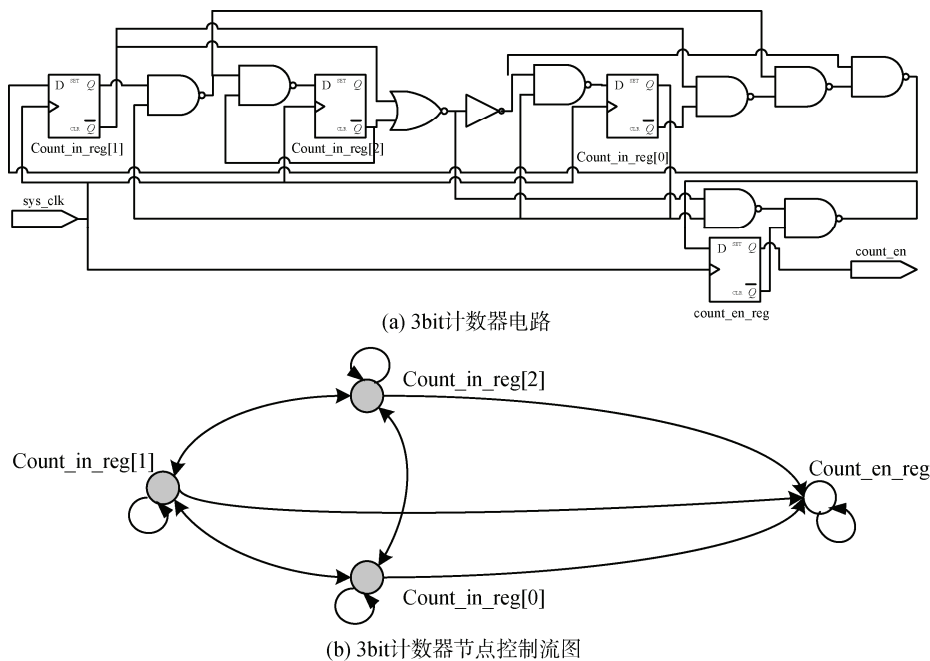 D SET Q
CLR Q
Count_in_reg[1]
D SET Q
CLR Q
Count_in_reg[2]
D SET Q
CLR Q
Count_in_reg[0]
sys_clk
D SET Q
CLR Q
count_en_reg
count_en
(a) 3bit计数器电路
Count_in_reg[2]
Count_in_reg[1]
Count_en_reg
Count_in_reg[0]
(b) 3bit计数器节点控制流图